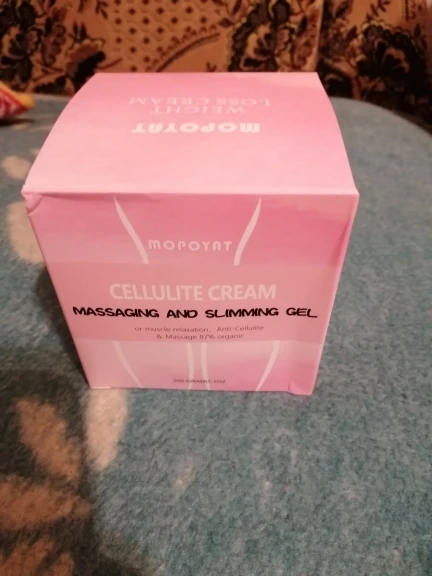 MOPOYAT
WEIGHT
LOSS CREAM
MOPOYAT
CELLULITE CREAM
MASSAGING AND SLIMMING GEL
or muscle relaxation, Anti-Cellulite
& Massage 87% organic